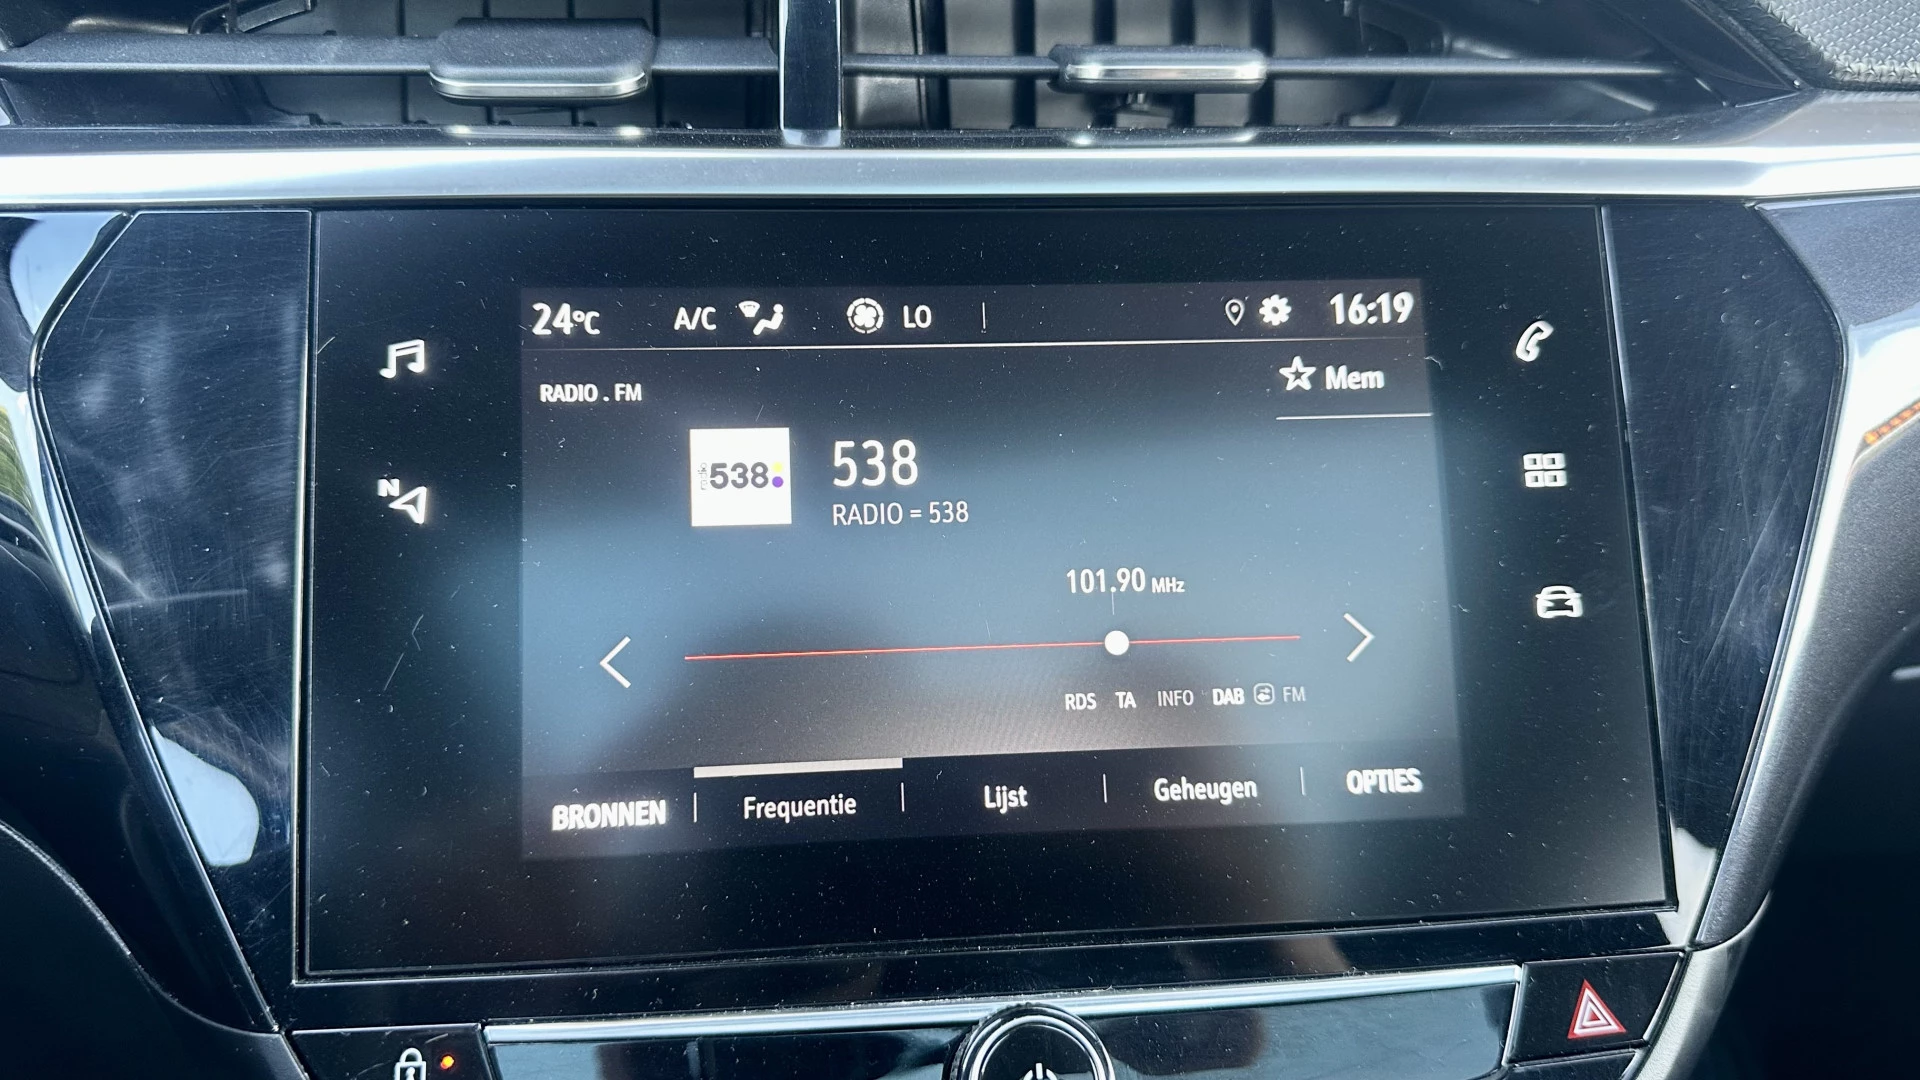 24°C A/C LO 16:19
RADIO . FM
Mem
radio 538
538
RADIO = 538
N
101.90 MHz
RDS TA INFO DAB FM
BRONNEN Frequentie Lijst Geheugen OPTIES